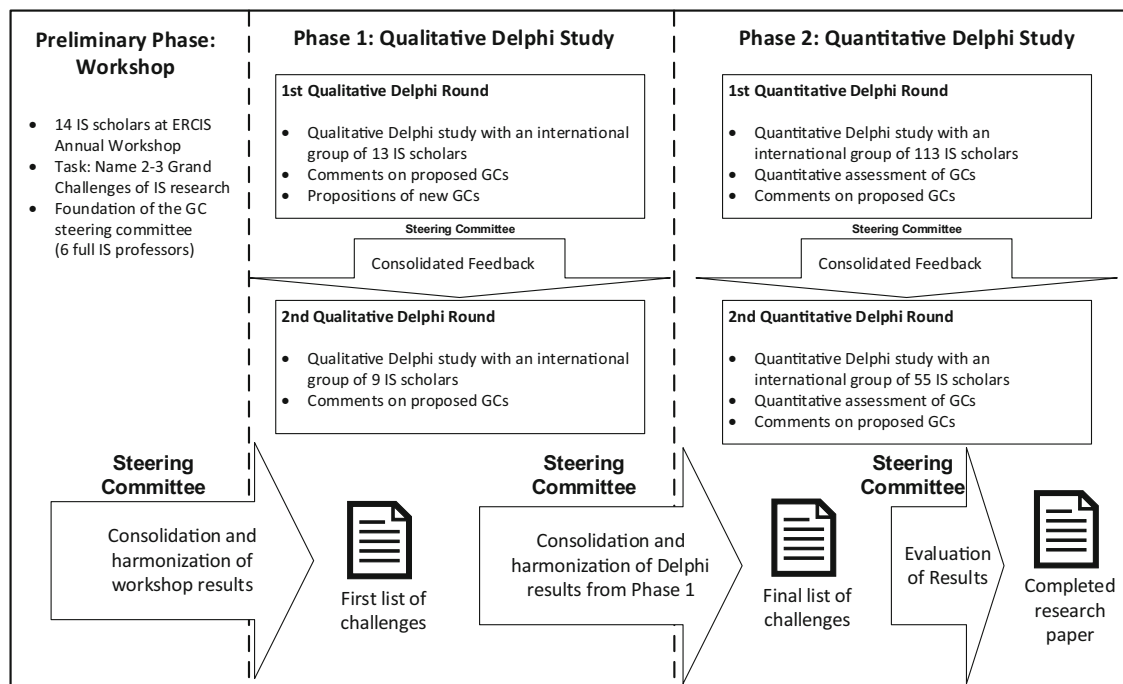 Preliminary Phase:
Workshop
• 14 IS scholars at ERCIS
Annual Workshop
• Task: Name 2-3 Grand
Challenges of IS research
• Foundation of the GC
steering committee
(6 full IS professors)
Phase 1: Qualitative Delphi Study
1st Qualitative Delphi Round
• Qualitative Delphi study with an international
group of 13 IS scholars
• Comments on proposed GCs
• Propositions of new GCs
Steering Committee
Consolidated Feedback
2nd Qualitative Delphi Round
• Qualitative Delphi study with an international
group of 9 IS scholars
• Comments on proposed GCs
Phase 2: Quantitative Delphi Study
1st Quantitative Delphi Round
• Quantitative Delphi study with an
international group of 113 IS scholars
• Quantitative assessment of GCs
• Comments on proposed GCs
Steering Committee
Consolidated Feedback
2nd Quantitative Delphi Round
• Quantitative Delphi study with an
international group of 55 IS scholars
• Quantitative assessment of GCs
• Comments on proposed GCs
Steering
Committee
Consolidation and
harmonization of
workshop results
First list of
challenges
Steering
Committee
Consolidation and
harmonization of Delphi
results from Phase 1
Final list of
challenges
Steering
Committee
Evaluation
of Results
Completed
research
paper